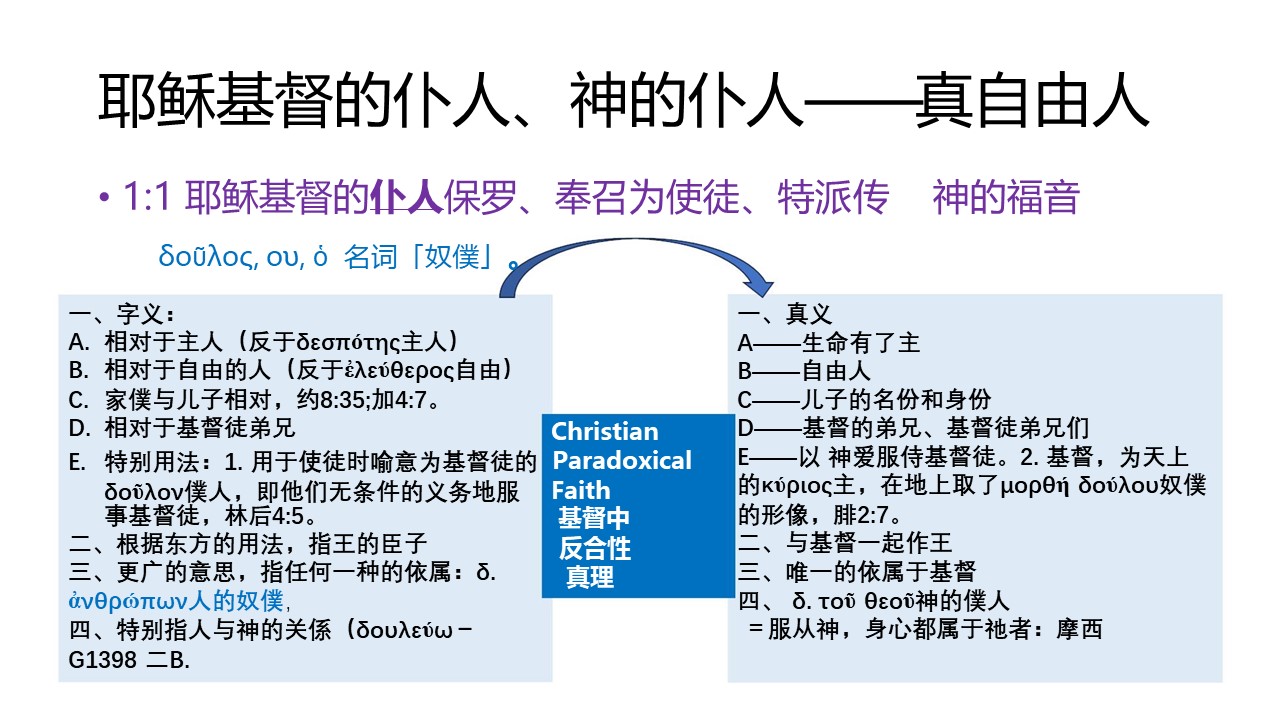 耶稣基督的仆人、神的仆人——真自由人
• 1:1 耶稣基督的仆人保罗、奉召为使徒、特派传　神的福音
δοῦλος, ου, ὁ 名词「奴僕」。
一、字义：
A. 相对于主人（反于δεσπότης主人）
B. 相对于自由的人（反于ἐλεύθερος自由）
C. 家僕与儿子相对，约8:35;加4:7。
D. 相对于基督徒弟兄
E. 特别用法：1. 用于使徒时喻意为基督徒的
δοῦλον僕人，即他们无条件的义务地服
事基督徒，林后4:5。
二、根据东方的用法，指王的臣子
三、更广的意思，指任何一种的依属：δ.
ἀνθρώπων人的奴僕,
四、特别指人与神的关係（δουλεύω－
G1398 二B.
Christian
Paradoxical
Faith
基督中
反合性
真理
一、真义
A——生命有了主
B——自由人
C——儿子的名份和身份
D——基督的弟兄、基督徒弟兄们
E——以 神爱服侍基督徒。2. 基督，为天上
的κύριος主，在地上取了μορθή δούλου奴僕
的形像，腓2:7。
二、与基督一起作王
三、唯一的依属于基督
四、 δ. τοῦ θεοῦ神的僕人
＝服从神，身心都属于祂者：摩西